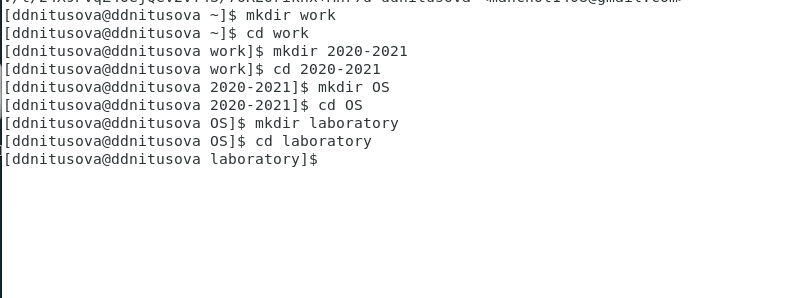 [ddnitusova@ddnitusova ~]$ mkdir work
[ddnitusova@ddnitusova ~]$ cd work
[ddnitusova@ddnitusova work]$ mkdir 2020-2021
[ddnitusova@ddnitusova work]$ cd 2020-2021
[ddnitusova@ddnitusova 2020-2021]$ mkdir OS
[ddnitusova@ddnitusova 2020-2021]$ cd OS
[ddnitusova@ddnitusova OS]$ mkdir laboratory
[ddnitusova@ddnitusova OS]$ cd laboratory
[ddnitusova@ddnitusova laboratory]$